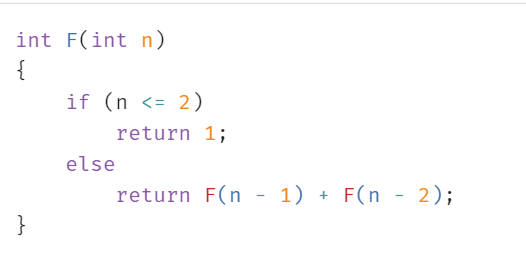 int F(int n)
{
    if (n <= 2)
        return 1;
    else
        return F(n - 1) + F(n - 2);
}